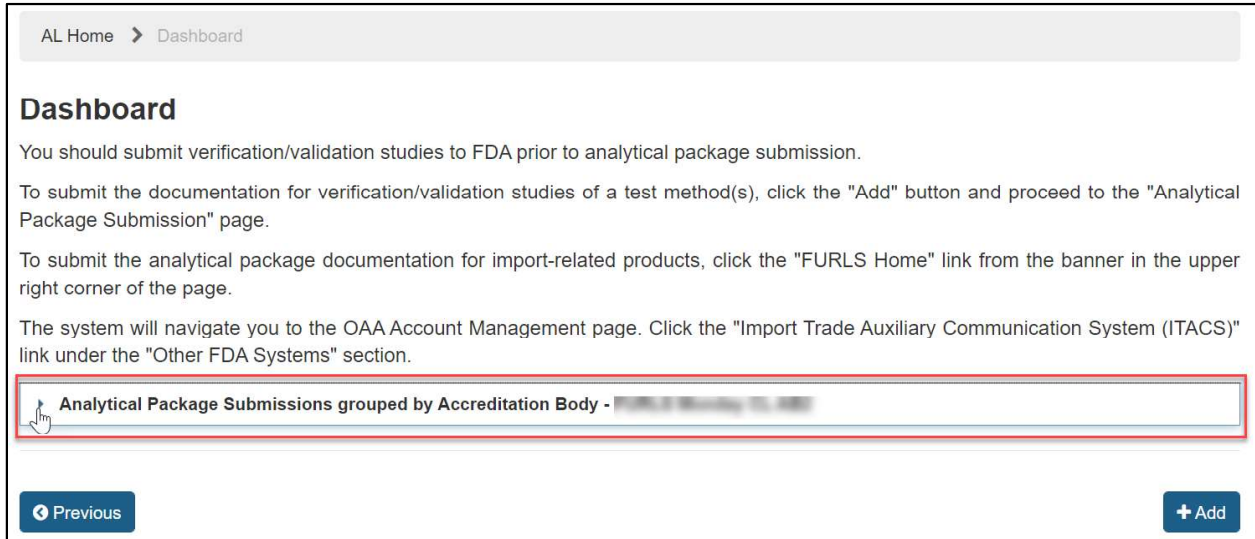 AL Home > Dashboard
Dashboard
You should submit verification/validation studies to FDA prior to analytical package submission.
To submit the documentation for verification/validation studies of a test method(s), click the "Add" button and proceed to the "Analytical
Package Submission" page.
To submit the analytical package documentation for import-related products, click the "FURLS Home" link from the banner in the upper
right corner of the page.
The system will navigate you to the OAA Account Management page. Click the "Import Trade Auxiliary Communication System (ITACS)"
link under the "Other FDA Systems" section.
Analytical Package Submissions grouped by Accreditation Body -
Previous
+ Add